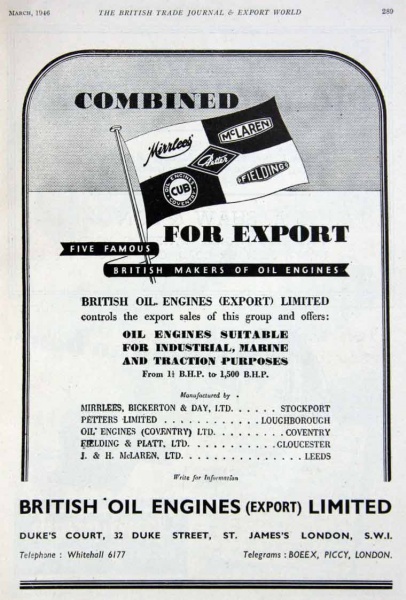 MARCH, 1946 THE BRITISH TRADE JOURNAL & EXPORT WORLD 289
COMBINED
Mirrlees
McLAREN
Petter
OIL ENGINES
CUB
COVENTRY
FIELDING
FOR EXPORT
FIVE FAMOUS
BRITISH MAKERS OF OIL ENGINES
BRITISH OIL ENGINES (EXPORT) LIMITED
controls the export sales of this group and offers:
OIL ENGINES SUITABLE
FOR INDUSTRIAL, MARINE
AND TRACTION PURPOSES
From 1½ B.H.P. to 1,500 B.H.P.
Manufactured by
MIRRLEES, BICKERTON & DAY, LTD. . . . . . STOCKPORT
PETTERS LIMITED . . . . . . . . . . . . LOUGHBOROUGH
OIL ENGINES (COVENTRY) LTD. . . . . . . . COVENTRY
FIELDING & PLATT, LTD. . . . . . . . . . . GLOUCESTER
J. & H. McLAREN, LTD. . . . . . . . . . . . . . LEEDS
Write for Information
BRITISH OIL ENGINES (EXPORT) LIMITED
DUKE'S COURT, 32 DUKE STREET, ST. JAMES'S LONDON, S.W.I.
Telephone : Whitehall 6177 Telegrams : BOEEX, PICCY, LONDON.